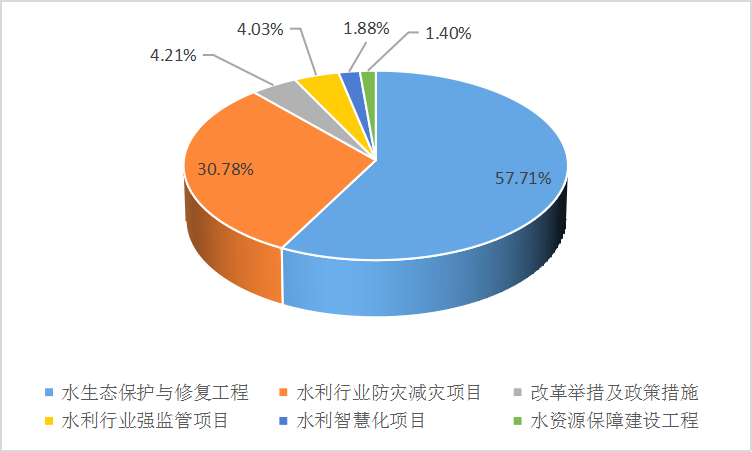 4.03%
1.88%
1.40%
4.21%
30.78%
57.71%
水生态保护与修复工程
水利行业防灾减灾项目
改革举措及政策措施
水利行业强监管项目
水利智慧化项目
水资源保障建设工程